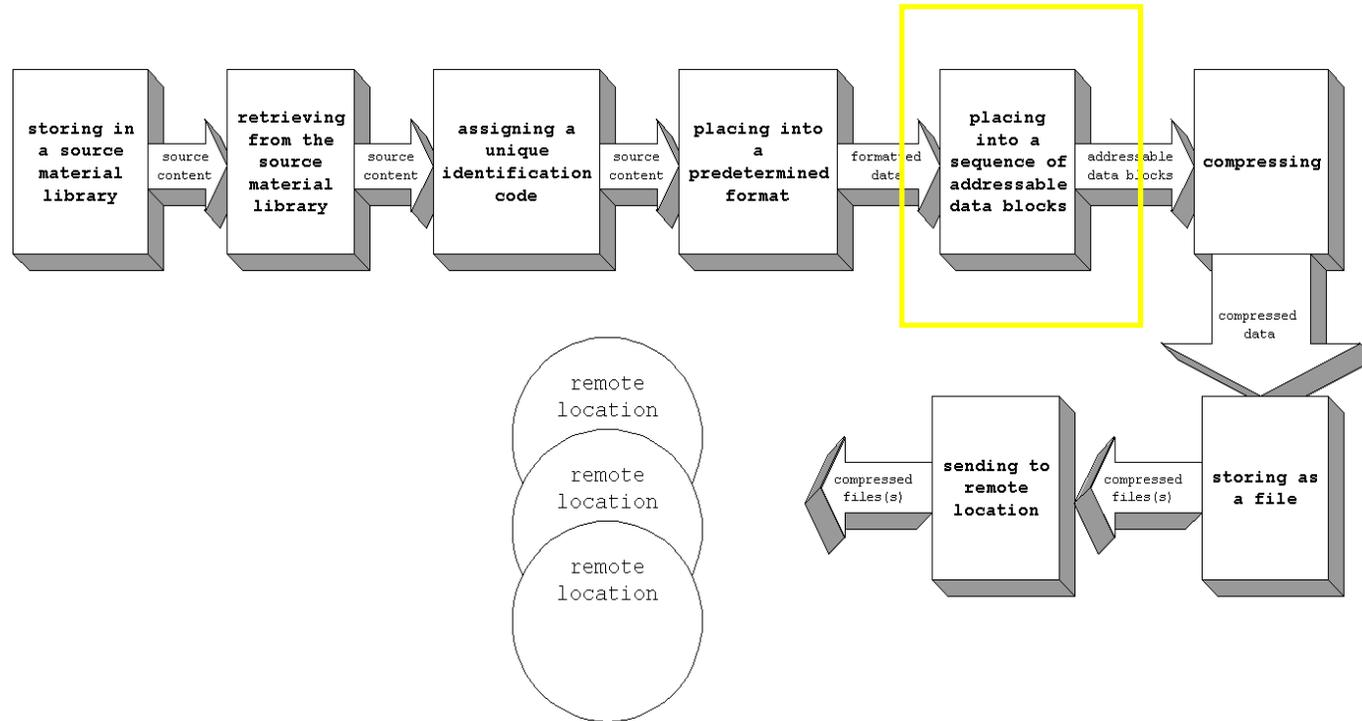 storing in
a source
material
library
source
content
retrieving
from the
source
material
library
source
content
assigning a
unique
identification
code
source
content
placing into
a
predetermined
format
formatted
data
placing
into a
sequence of
addressable
data blocks
addressable
data blocks
compressing
compressed
data
storing as
a file
compressed
files(s)
sending to
remote
location
compressed
files(s)
remote
location
remote
location
remote
location